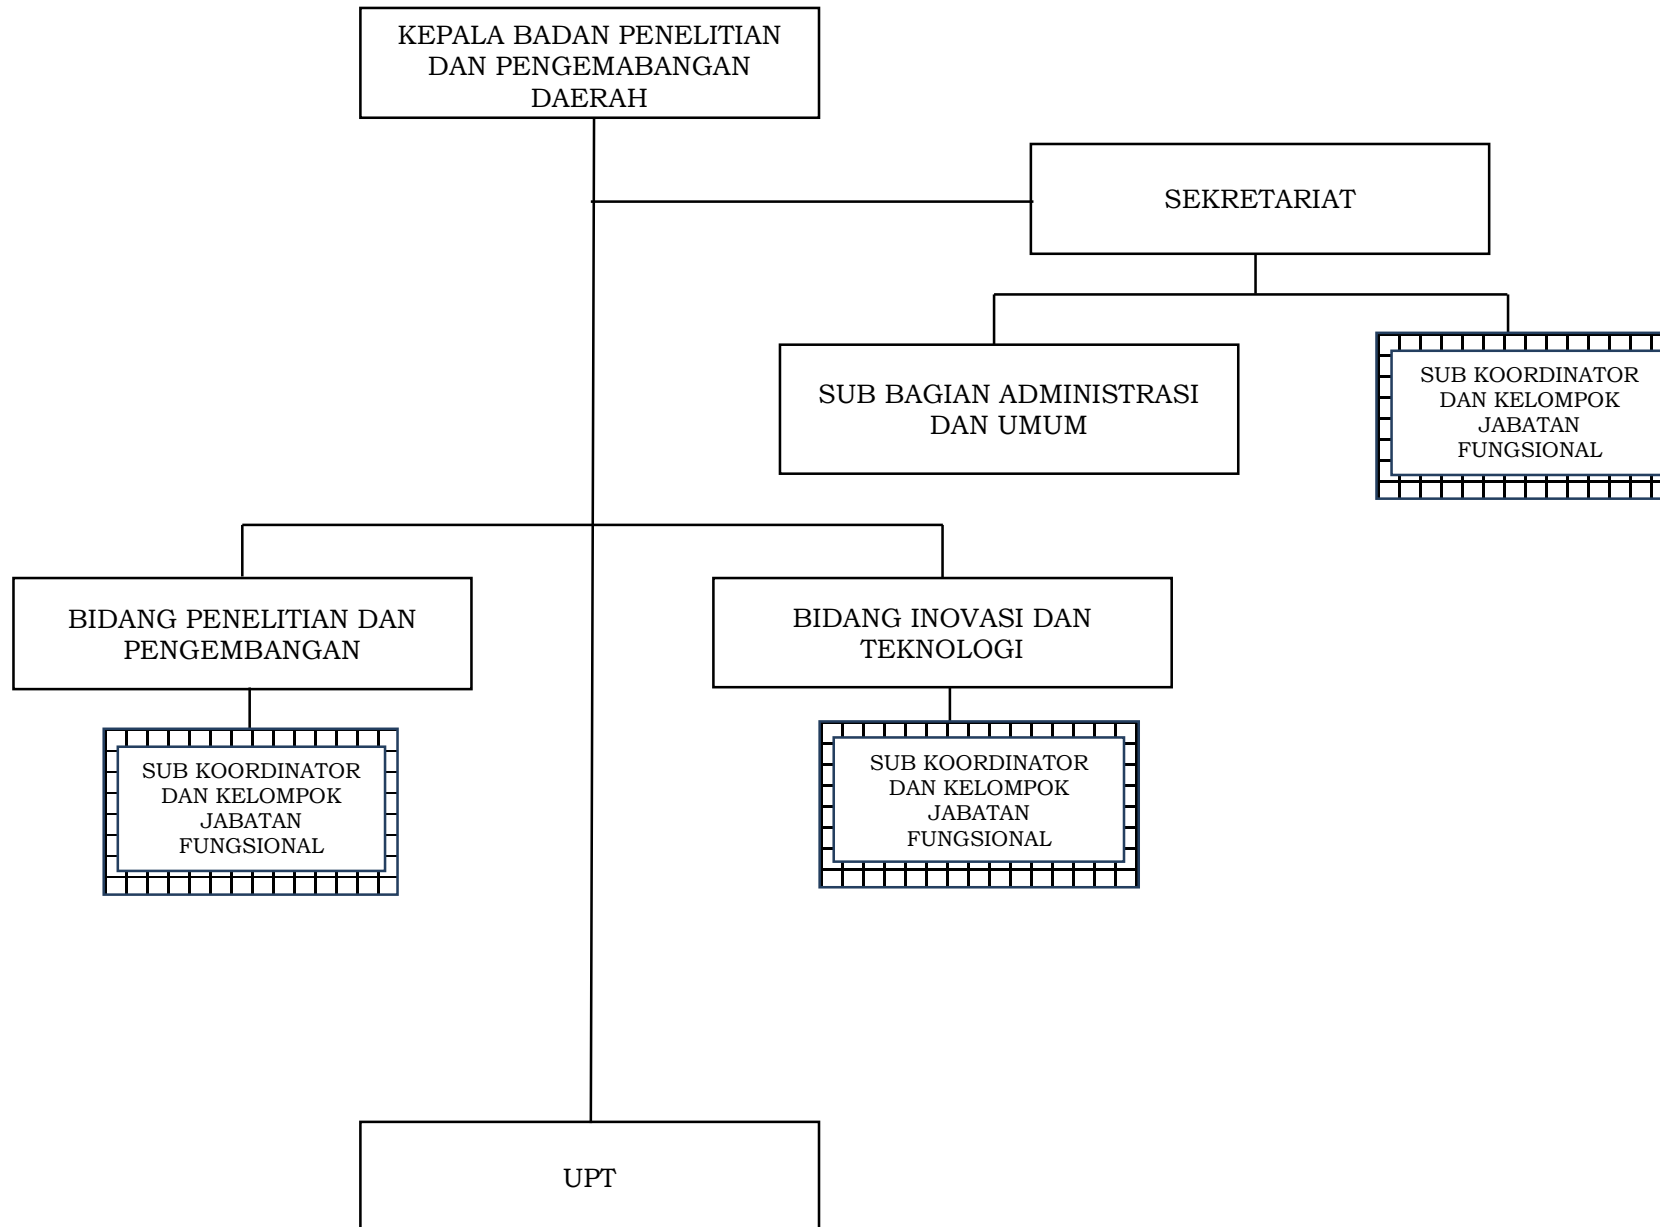 KEPALA BADAN PENELITIAN
DAN PENGEMABANGAN
DAERAH
SEKRETARIAT
SUB BAGIAN ADMINISTRASI
DAN UMUM
SUB KOORDINATOR
DAN KELOMPOK
JABATAN
FUNGSIONAL
BIDANG PENELITIAN DAN
PENGEMBANGAN
BIDANG INOVASI DAN
TEKNOLOGI
SUB KOORDINATOR
DAN KELOMPOK
JABATAN
FUNGSIONAL
SUB KOORDINATOR
DAN KELOMPOK
JABATAN
FUNGSIONAL
UPT